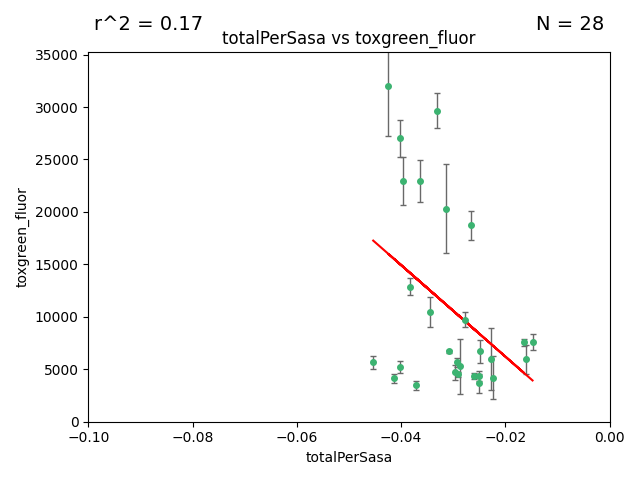 r^2 = 0.17
N = 28
totalPerSasa vs toxgreen_fluor
35000
30000
25000
20000
15000
10000
5000
0
toxgreen_fluor
−0.10
−0.08
−0.06
−0.04
−0.02
0.00
totalPerSasa